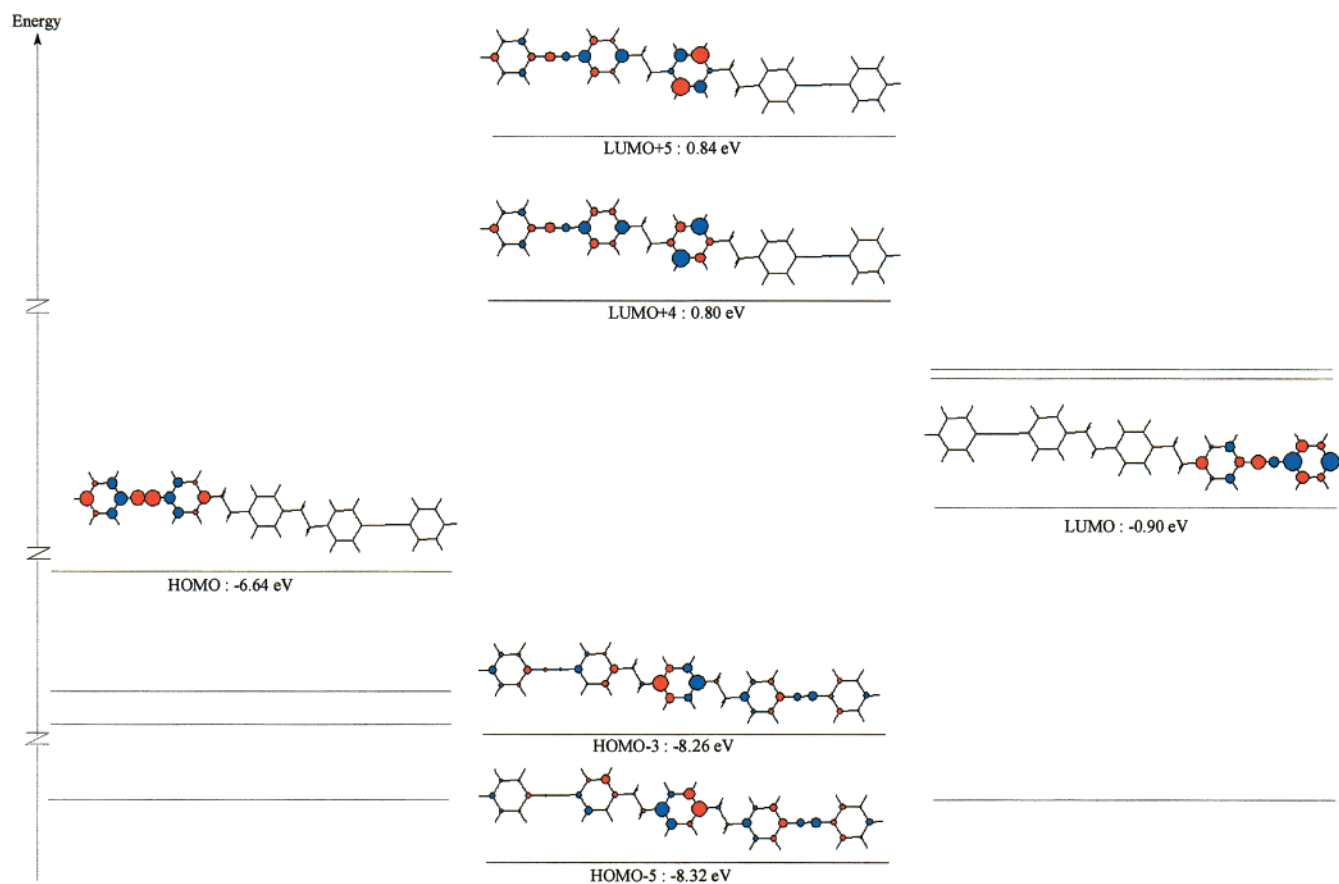 Energy
LUMO+5 : 0.84 eV
LUMO+4 : 0.80 eV
LUMO : -0.90 eV
HOMO : -6.64 eV
HOMO-3 : -8.26 eV
HOMO-5 : -8.32 eV